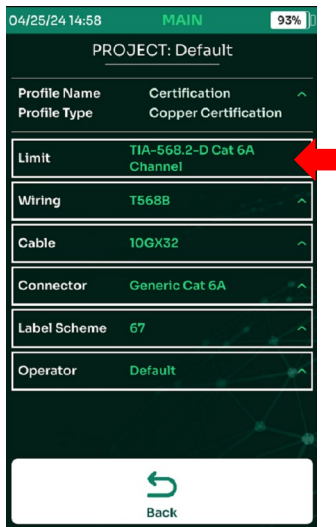 04/25/24 14:58 MAIN 93%
PROJECT: Default
Profile Name Certification
Profile Type Copper Certification
Limit TIA-568.2-D Cat 6A
Channel
Wiring T568B
Cable 10GX32
Connector Generic Cat 6A
Label Scheme 67
Operator Default
Back